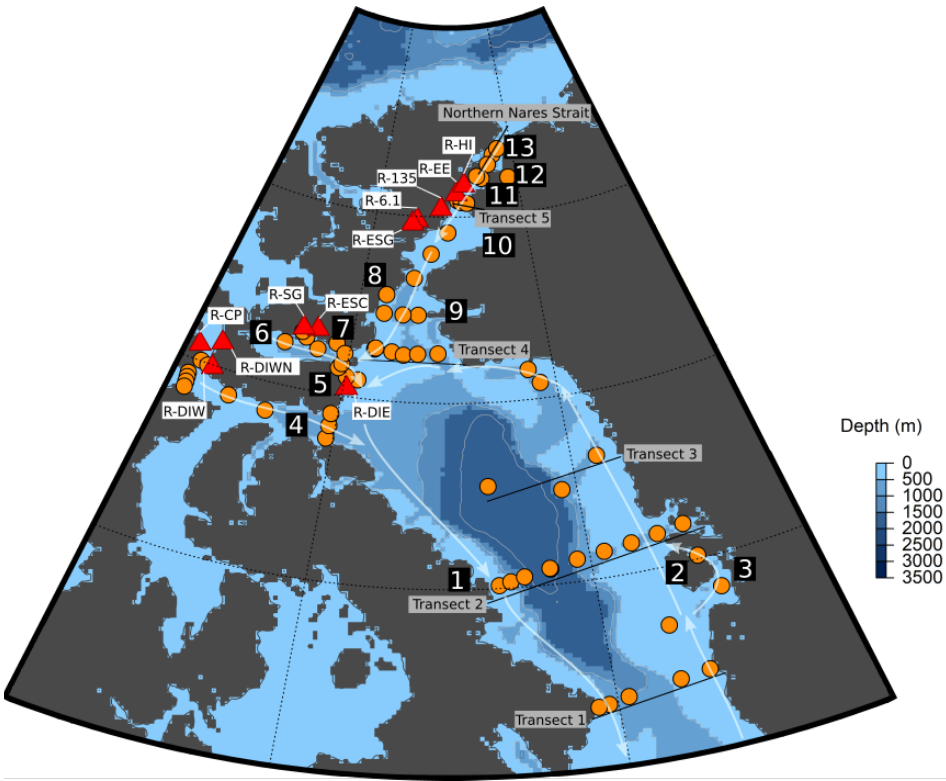 Northern Nares Strait
R-HI
13
R-EE
12
R-135
11
R-6.1
Transect 5
R-ESG
10
8
R-SG
R-ESC
9
R-CP
6
7
Transect 4
R-DIWN
5
R-DIW
R-DIE
4
Depth (m)
Transect 3
0
500
1000
1500
2000
2500
3000
3500
1
2
3
Transect 2
Transect 1